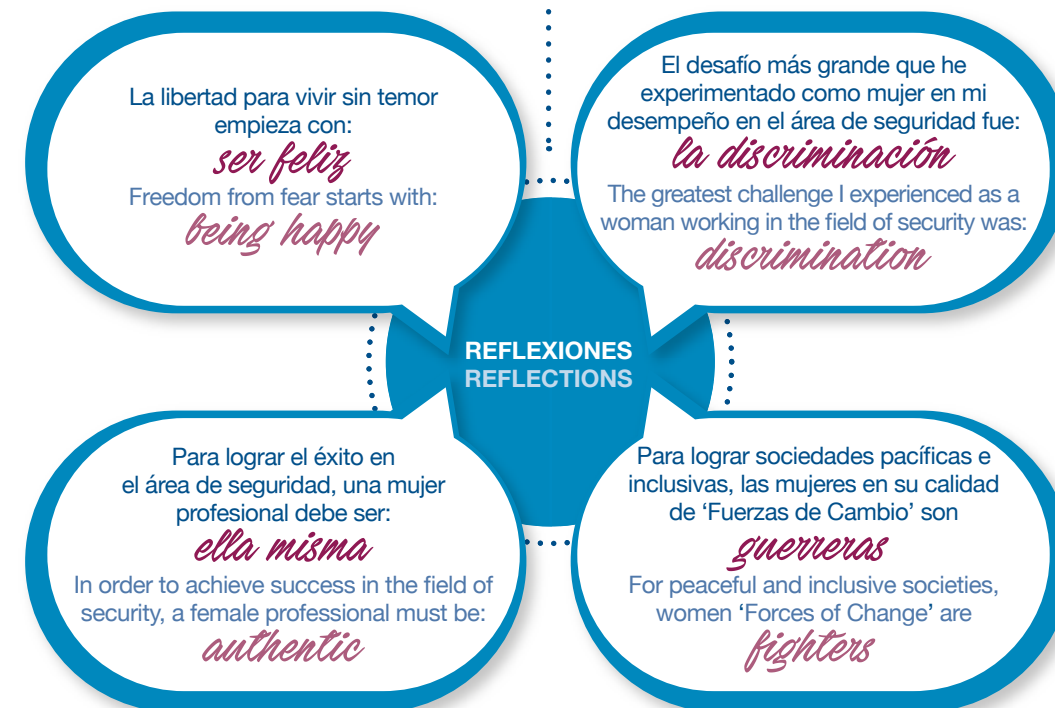 La libertad para vivir sin temor
empieza con:
ser feliz
Freedom from fear starts with:
being happy
El desafío más grande que he
experimentado como mujer en mi
desempeño en el área de seguridad fue:
la discriminación
The greatest challenge I experienced as a
woman working in the field of security was:
discrimination
REFLEXIONES
REFLECTIONS
Para lograr el éxito en
el área de seguridad, una mujer
profesional debe ser:
ella misma
In order to achieve success in the field of
security, a female professional must be:
authentic
Para lograr sociedades pacíficas e
inclusivas, las mujeres en su calidad
de ‘Fuerzas de Cambio’ son
guerreras
For peaceful and inclusive societies,
women ‘Forces of Change’ are
fighters